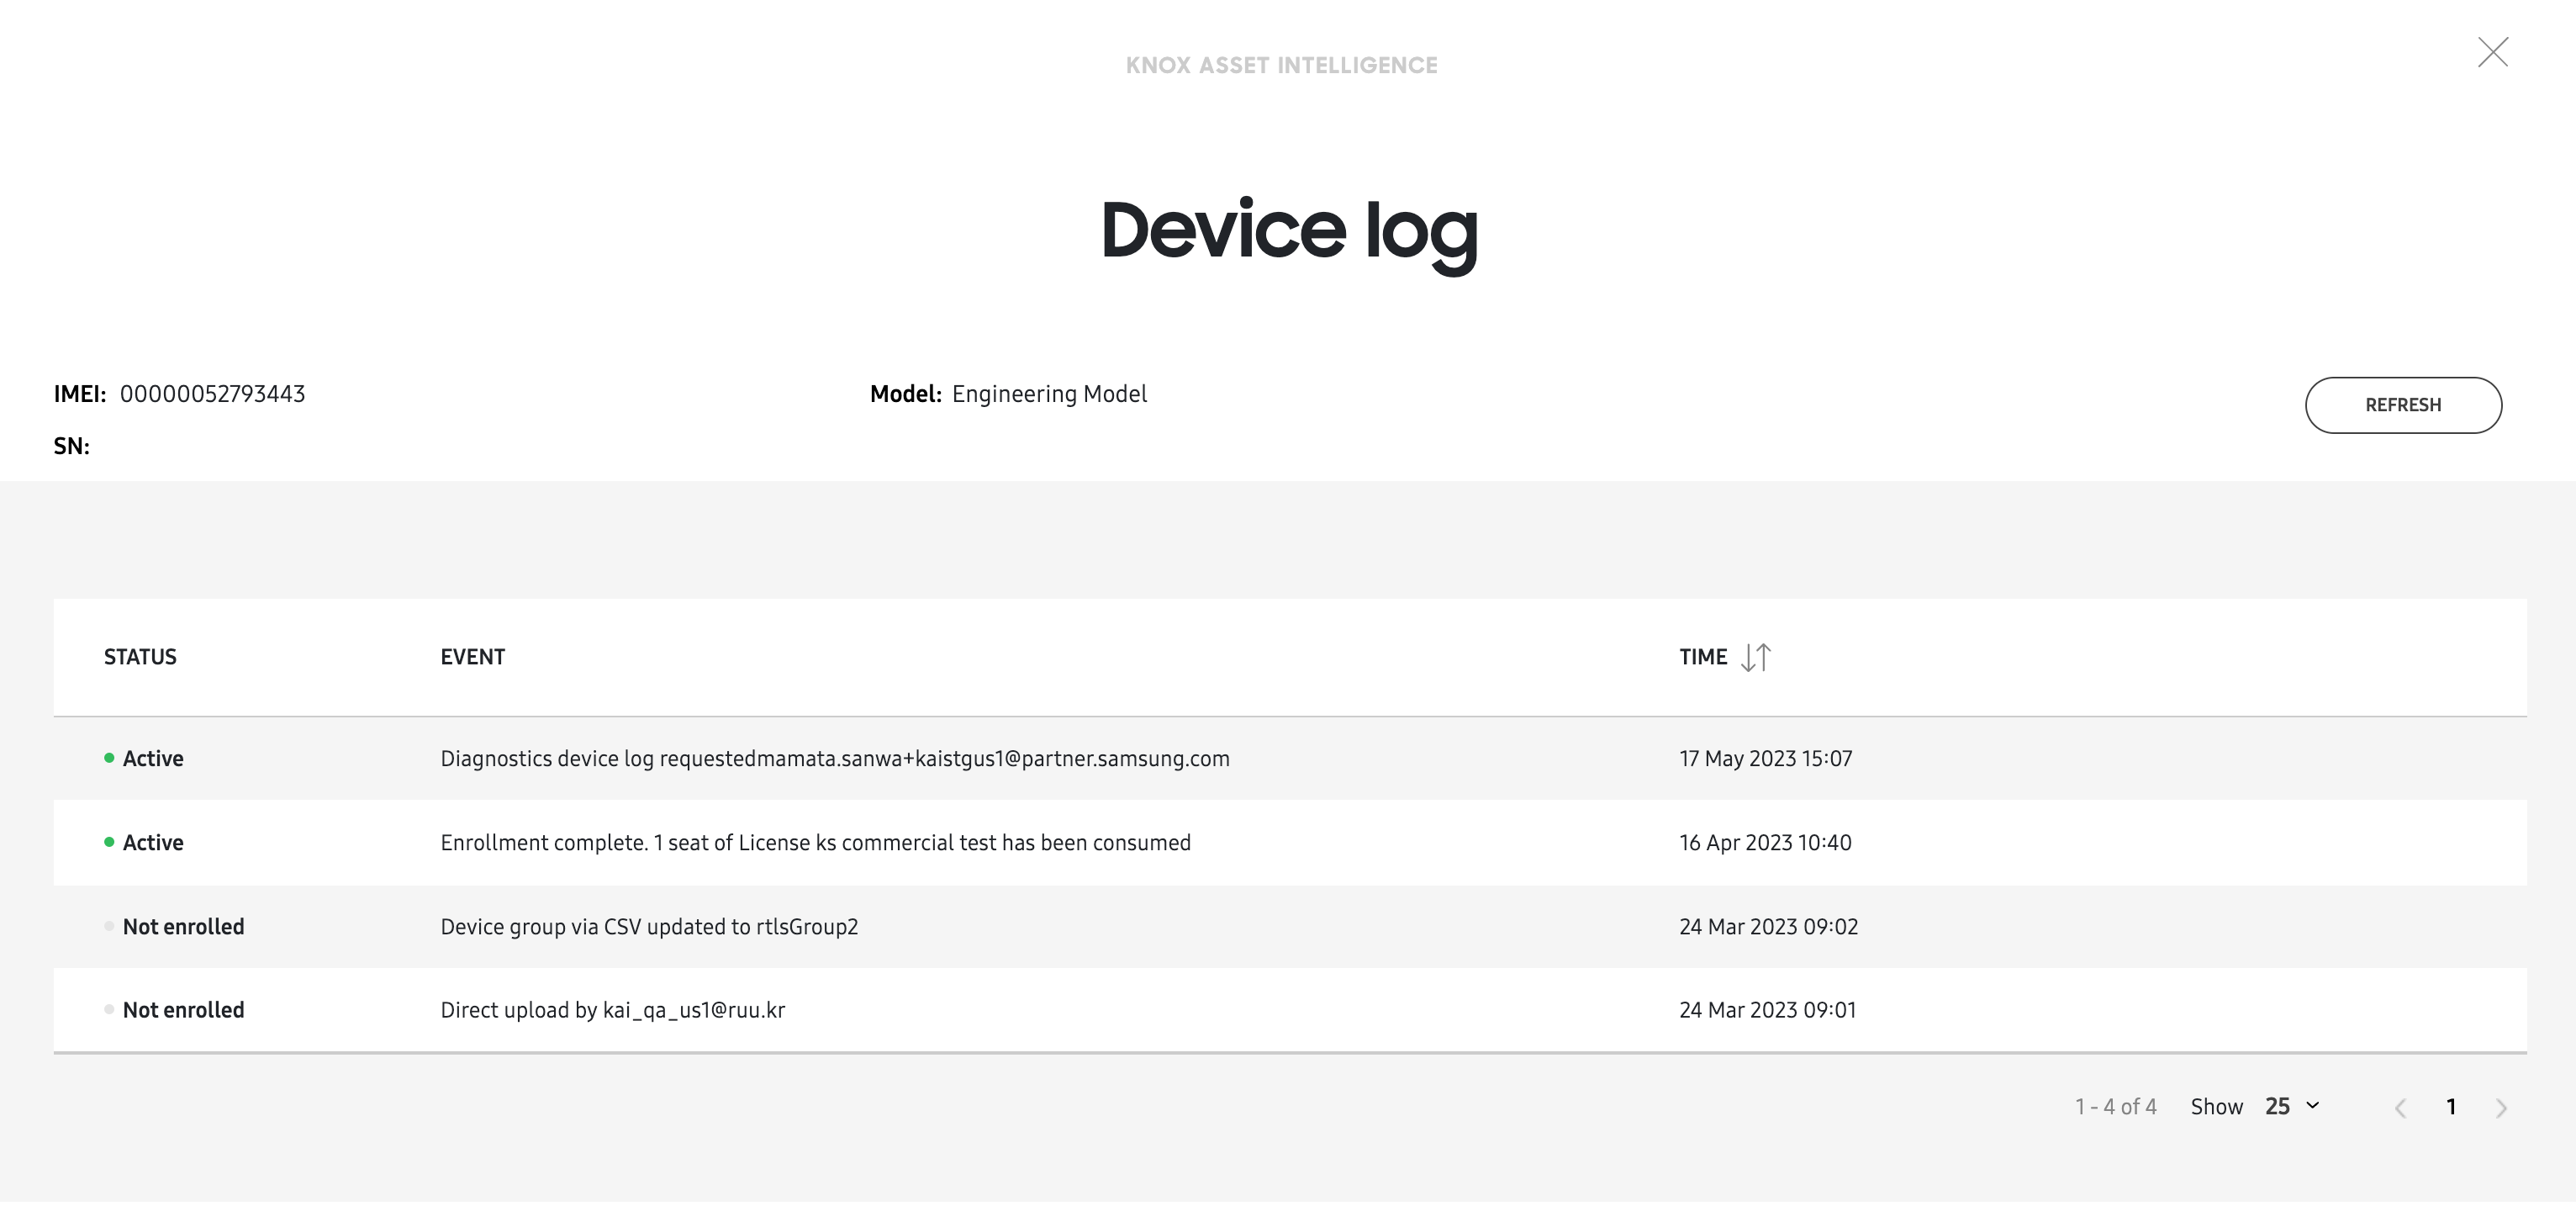 KNOX ASSET INTELLIGENCE
Device log
IMEI: 00000052793443
Model: Engineering Model
REFRESH
SN:
STATUS EVENT TIME
Active Diagnostics device log requestedmamata.sanwa+kaistgus1@partner.samsung.com 17 May 2023 15:07
Active Enrollment complete. 1 seat of License ks commercial test has been consumed 16 Apr 2023 10:40
Not enrolled Device group via CSV updated to rtlsGroup2 24 Mar 2023 09:02
Not enrolled Direct upload by kai_qa_us1@ruu.kr 24 Mar 2023 09:01
1 - 4 of 4 Show 25 1